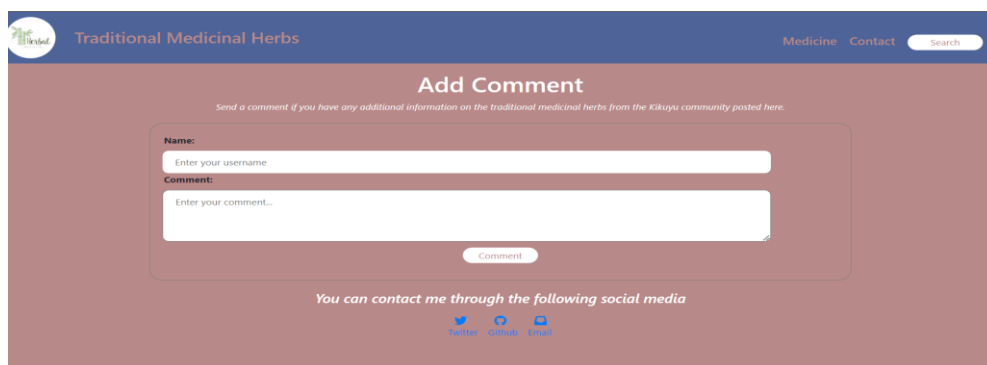 Herbal
Traditional Medicinal Herbs
Medicine Contact Search
Add Comment
Send a comment if you have any additional information on the traditional medicinal herbs from the Kikuyu community posted here.
Name:
Enter your username
Comment:
Enter your comment...
Comment
You can contact me through the following social media
Twitter Github Email